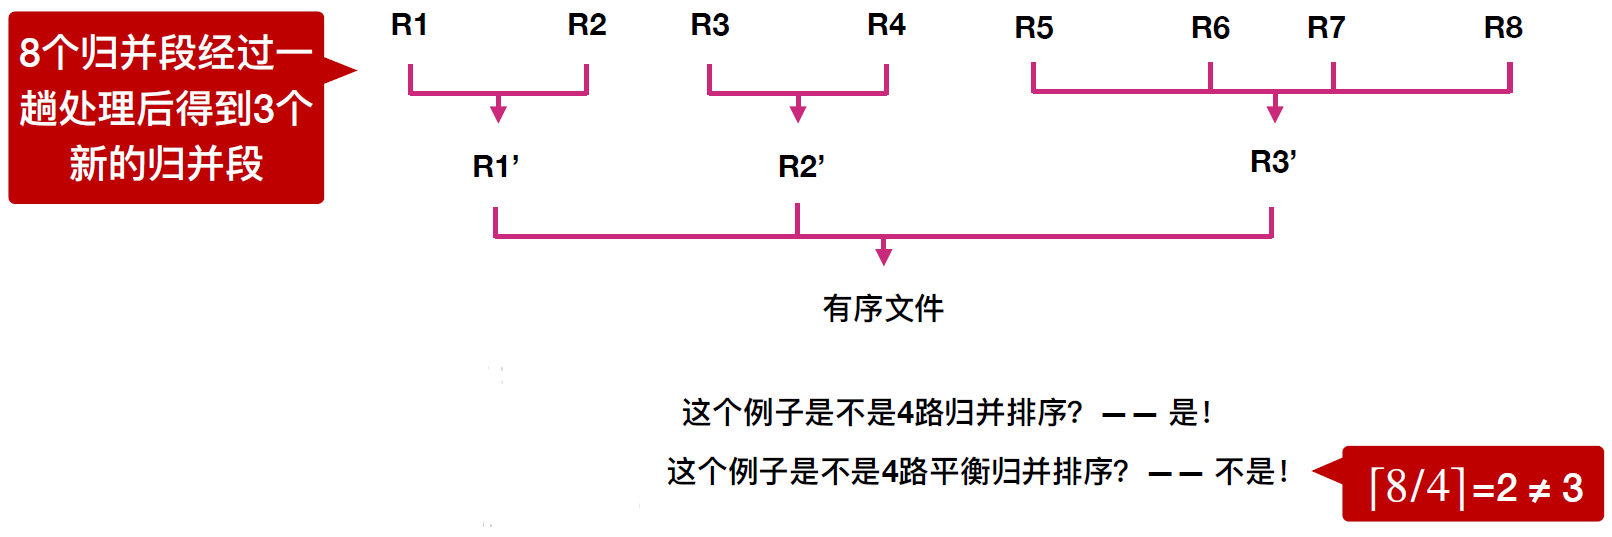 8个归并段经过一
趟处理后得到3个
新的归并段
R1 R2 R3 R4 R5 R6 R7 R8
R1’ R2’ R3’
有序文件
这个例子是不是4路归并排序？—— 是！
这个例子是不是4路平衡归并排序？—— 不是！
⌈8/4⌉=2 ≠ 3